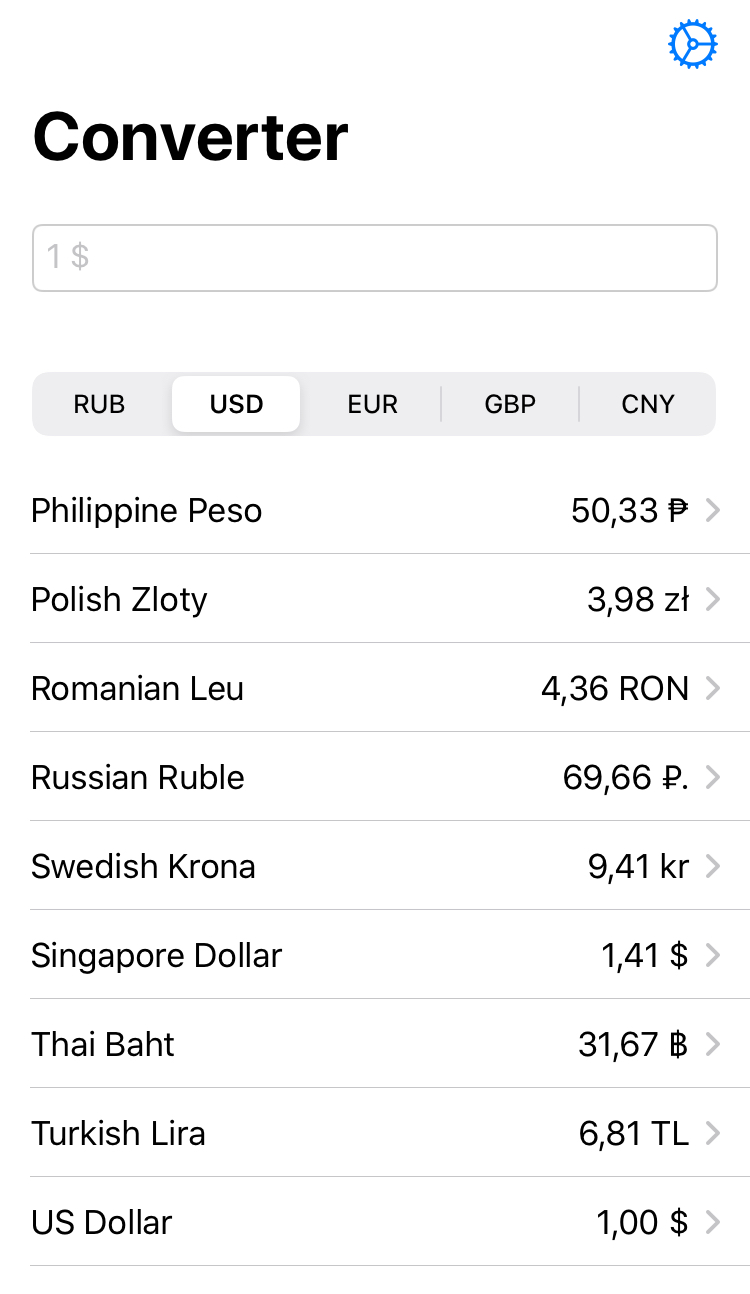 Converter
1 $
RUB USD EUR GBP CNY
Philippine Peso 50,33 ₱
Polish Zloty 3,98 zł
Romanian Leu 4,36 RON
Russian Ruble 69,66 ₽.
Swedish Krona 9,41 kr
Singapore Dollar 1,41 $
Thai Baht 31,67 ฿
Turkish Lira 6,81 TL
US Dollar 1,00 $